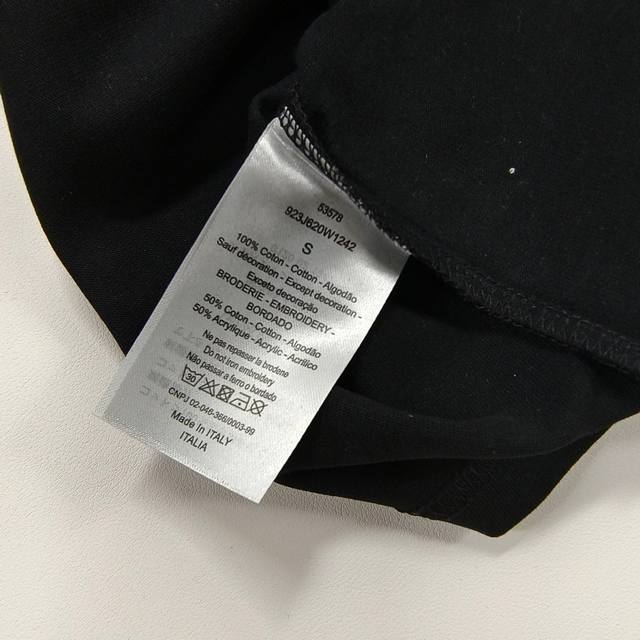 53578
923J620W1242
S
100% Coton - Cotton - Algodão
Sauf décoration - Except decoration -
Exceto decoração
BRODERIE - EMBROIDERY -
BORDADO
50% Coton - Cotton - Algodão
50% Acrylique - Acrylic - Acrílico
Ne pas repasser la broderie
Do not iron embroidery
Não passar a ferro o bordado
CNPJ 02-048-366/0003-99
Made In ITALY
ITALIA